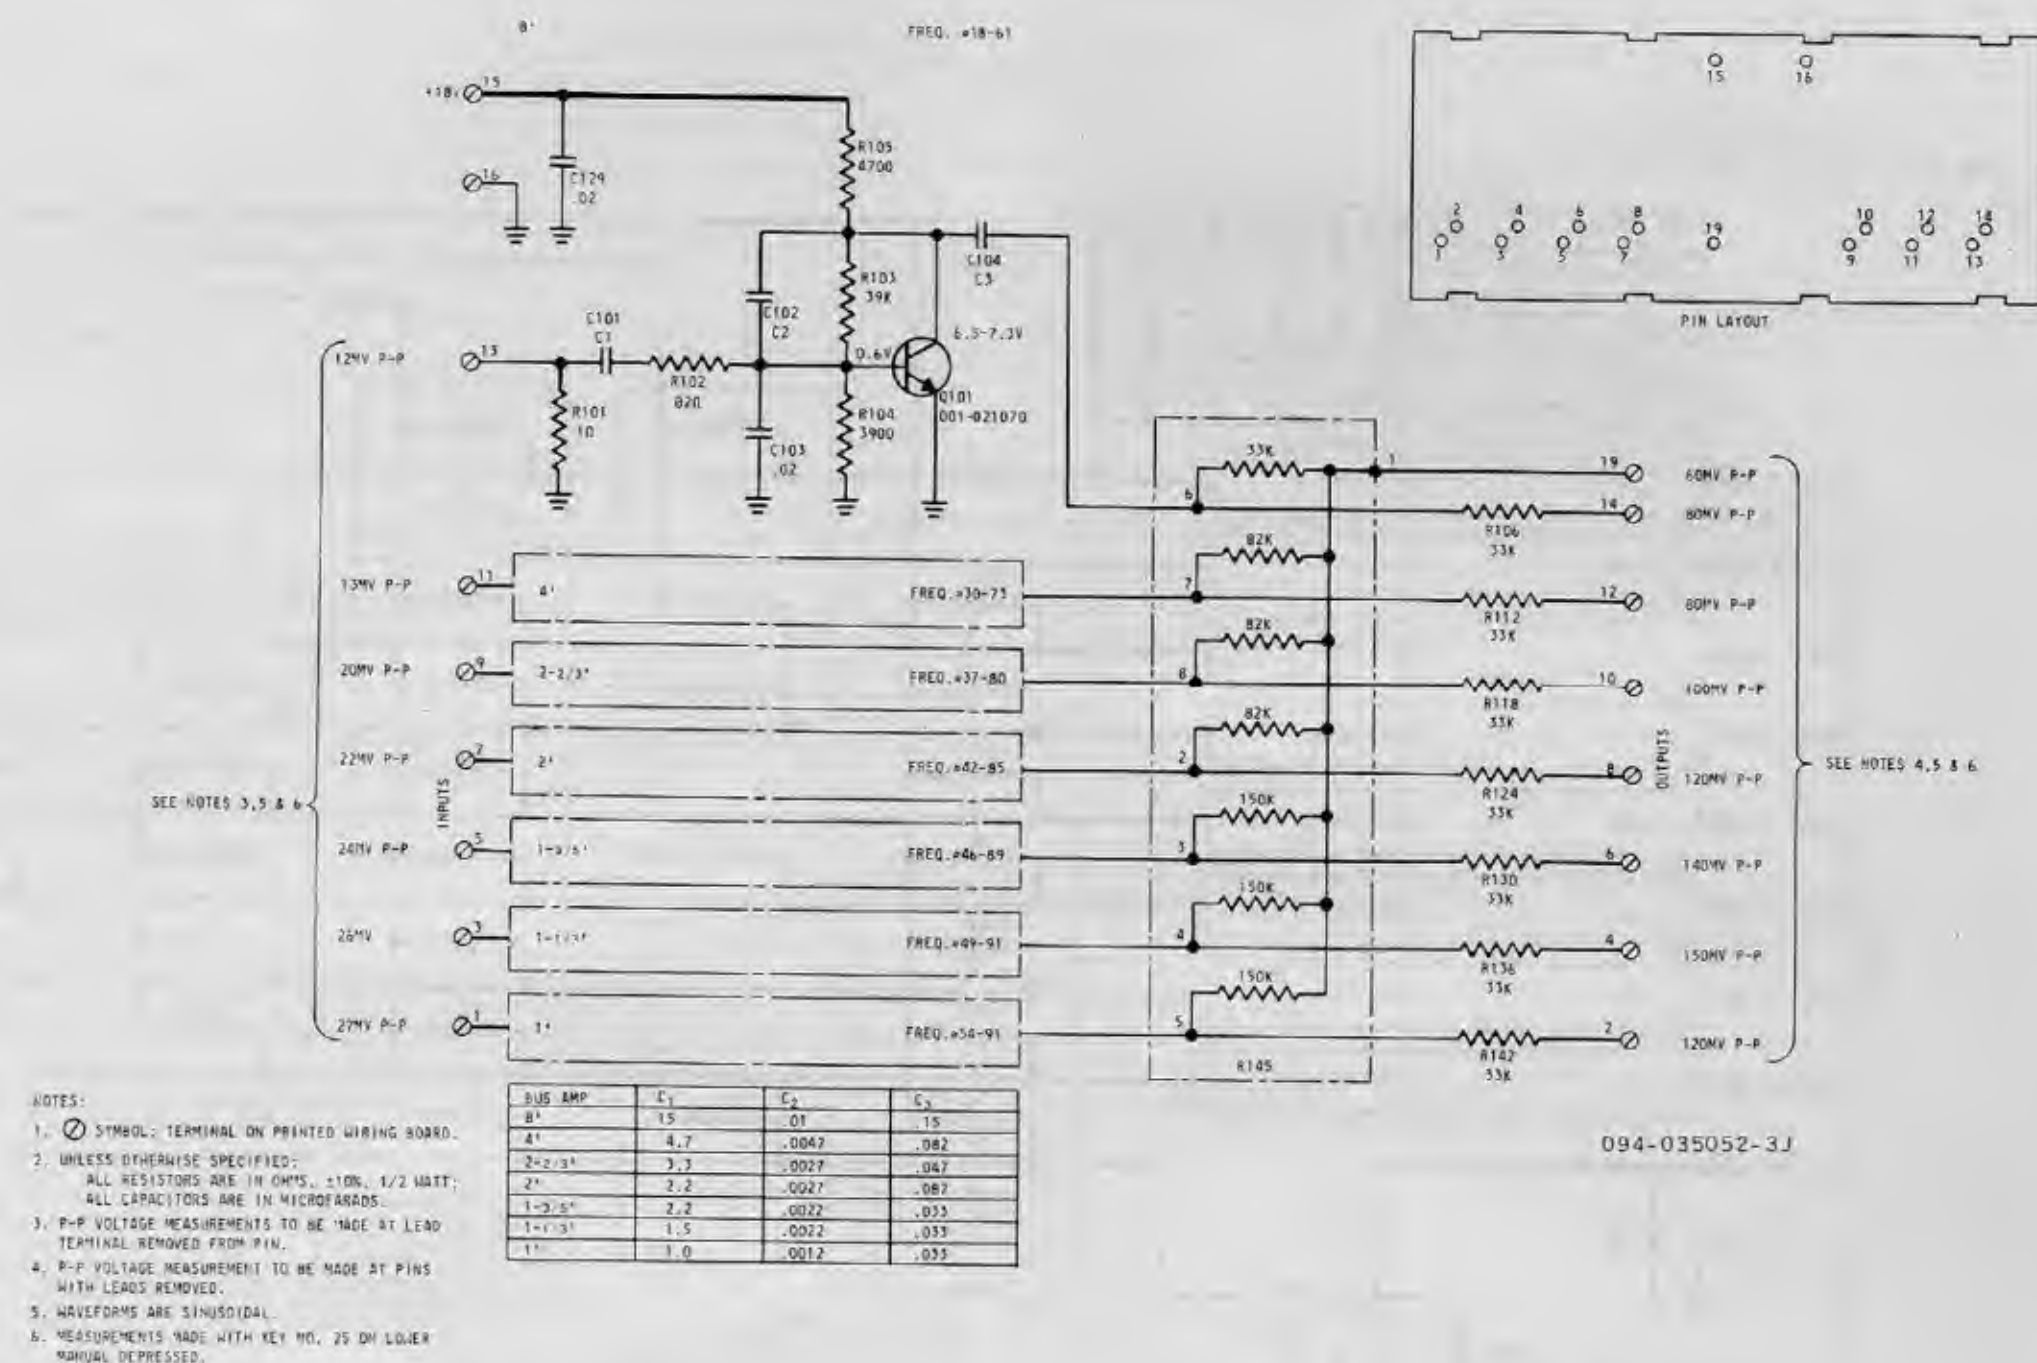 8'
FREQ. #18-61
+18V
15
16
C129
.02
R105
4700
R103
39K
C104
C3
C102
C2
C101
C1
12MV P-P
13
R102
820
R101
10
C103
.02
0.6V
R104
3900
6.5-7.3V
Q101
001-021070
15
16
2
4
6
8
10
12
14
1
3
5
7
19
9
11
13
PIN LAYOUT
33K
1
19
60MV P-P
6
14
80MV P-P
R106
33K
13MV P-P
11
4'
FREQ.#30-73
82K
7
12
80MV P-P
R112
33K
20MV P-P
9
2-2/3'
FREQ.#37-80
82K
8
10
100MV P-P
R118
33K
22MV P-P
7
2'
FREQ.#42-85
82K
2
8
120MV P-P
R124
33K
SEE NOTES 3,5 & 6
INPUTS
OUTPUTS
SEE NOTES 4,5 & 6
24MV P-P
5
1-3/5'
FREQ.#46-89
150K
3
6
140MV P-P
R130
33K
26MV
3
1-1/3'
FREQ.#49-91
150K
4
4
150MV P-P
R136
33K
27MV P-P
1
1'
FREQ.#54-91
150K
5
2
120MV P-P
R142
33K
R145
BUS AMP C1 C2 C3
8' 15 .01 .15
4' 4.7 .0047 .082
2-2/3' 3.3 .0027 .047
2' 2.2 .0027 .082
1-3/5' 2.2 .0022 .033
1-1/3' 1.5 .0022 .033
1' 1.0 .0012 .033
094-035052-3J
NOTES:
1. SYMBOL: TERMINAL ON PRINTED WIRING BOARD.
2. UNLESS OTHERWISE SPECIFIED:
ALL RESISTORS ARE IN OHMS, ±10%, 1/2 WATT;
ALL CAPACITORS ARE IN MICROFARADS.
3. P-P VOLTAGE MEASUREMENTS TO BE MADE AT LEAD
TERMINAL REMOVED FROM PIN.
4. P-P VOLTAGE MEASUREMENT TO BE MADE AT PINS
WITH LEADS REMOVED.
5. WAVEFORMS ARE SINUSOIDAL.
6. MEASUREMENTS MADE WITH KEY NO. 25 ON LOWER
MANUAL DEPRESSED.